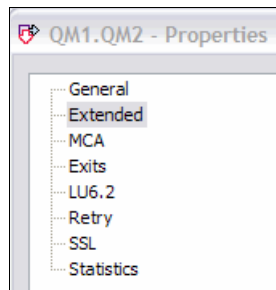 QM1.QM2 - Properties
General
Extended
MCA
Exits
LU6.2
Retry
SSL
Statistics